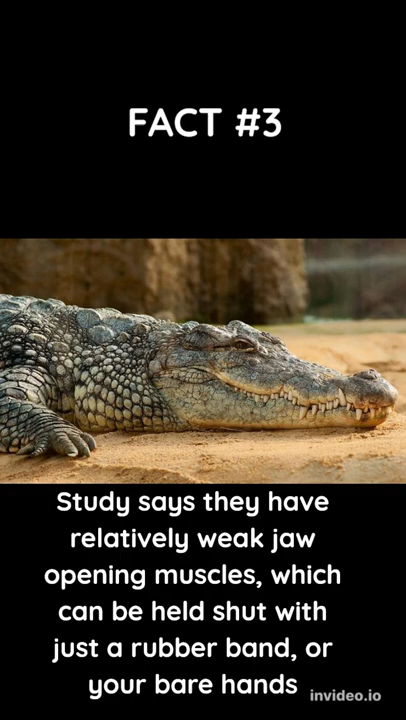 FACT #3
Study says they have
relatively weak jaw
opening muscles, which
can be held shut with
just a rubber band, or
your bare hands
invideo.io